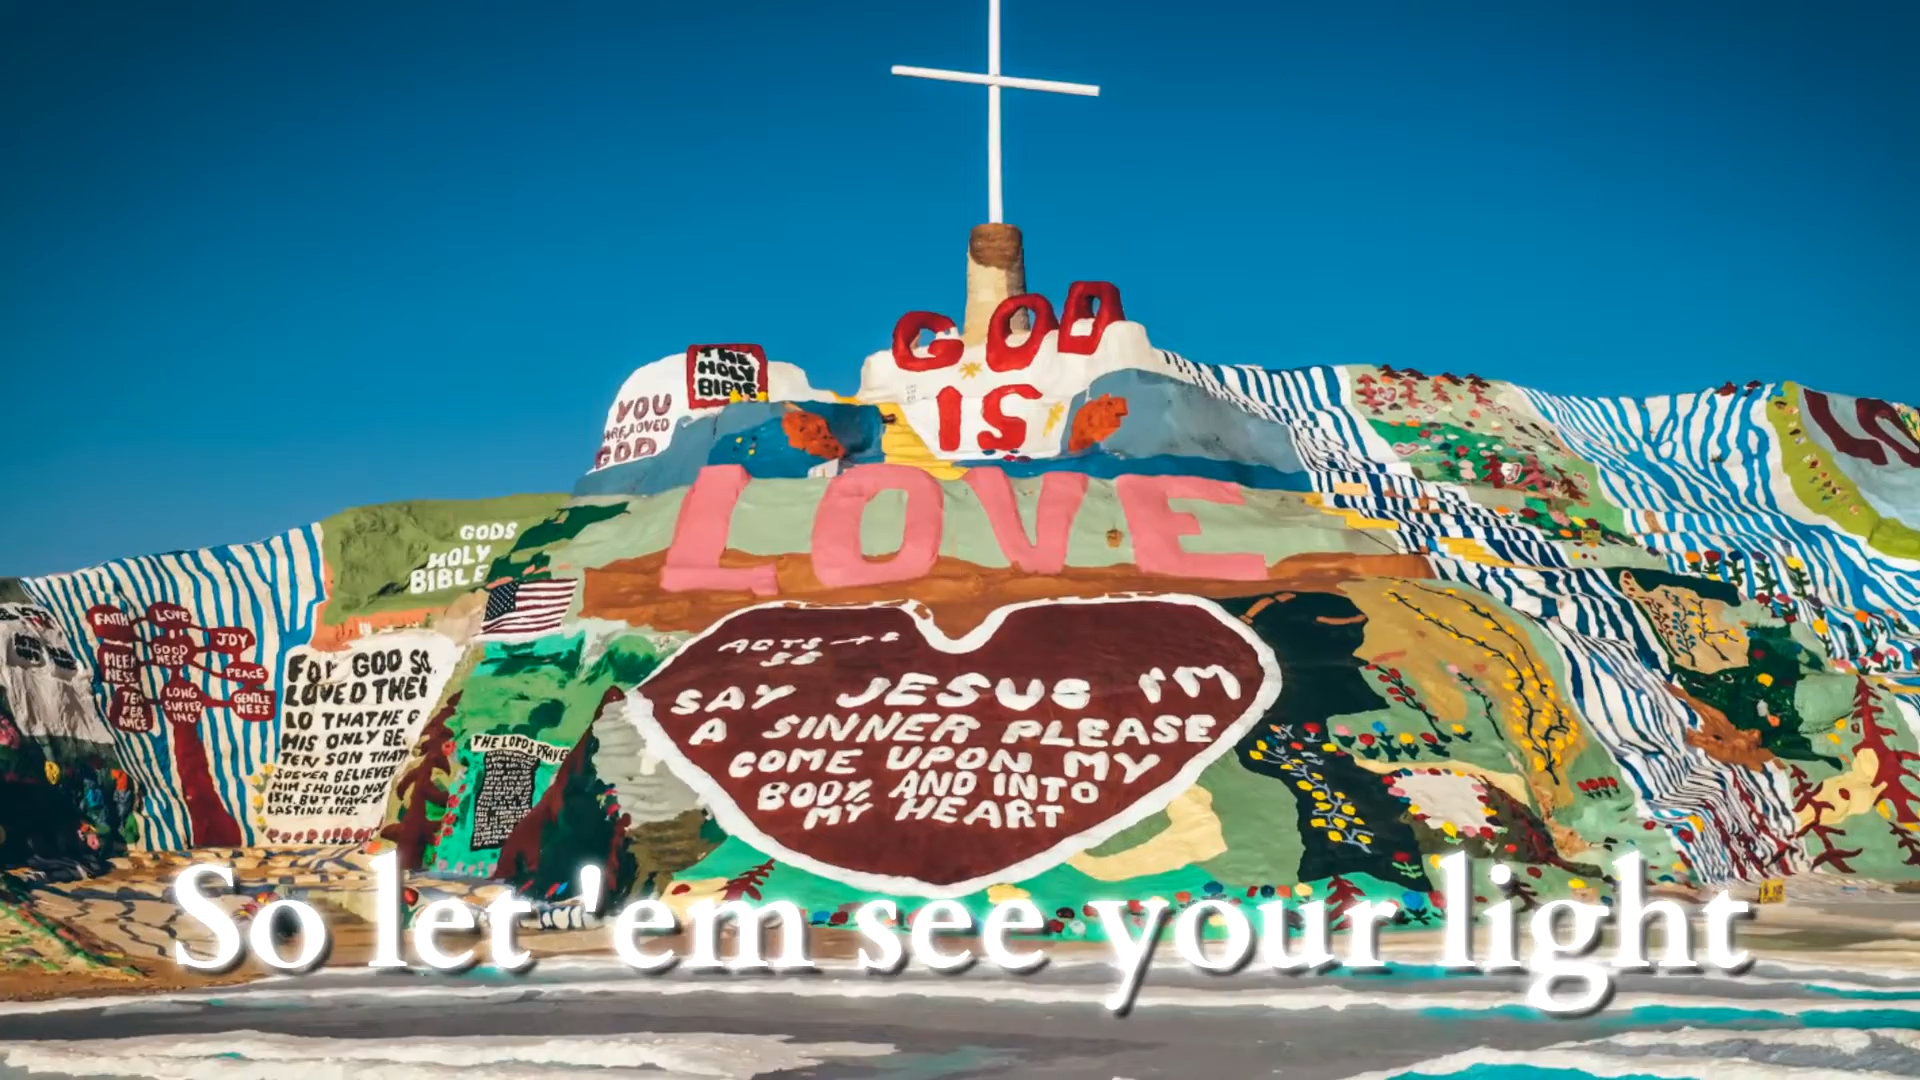 GOD
IS
LOVE
THE
HOLY
BIBLE
YOU
ARE LOVED
GOD
GODS
HOLY
BIBLE
FAITH
LOVE
JOY
GOOD
NESS
MEEK
NESS
PEACE
TEM
PER
ANCE
LONG
SUFFER
ING
GENTLE
NESS
FOR GOD SO
LOVED THE
LD THAT HE G
HIS ONLY BE
TEN SON THAT
SOEVER BELIEVE
HIM SHOULD NOT
ISH. BUT HAVE
LASTING LIFE.
THE LORDS PRAYER
ACTS
SAY JESUS I'M
A SINNER PLEASE
COME UPON MY
BODY AND INTO
MY HEART
LO
So let 'em see your light